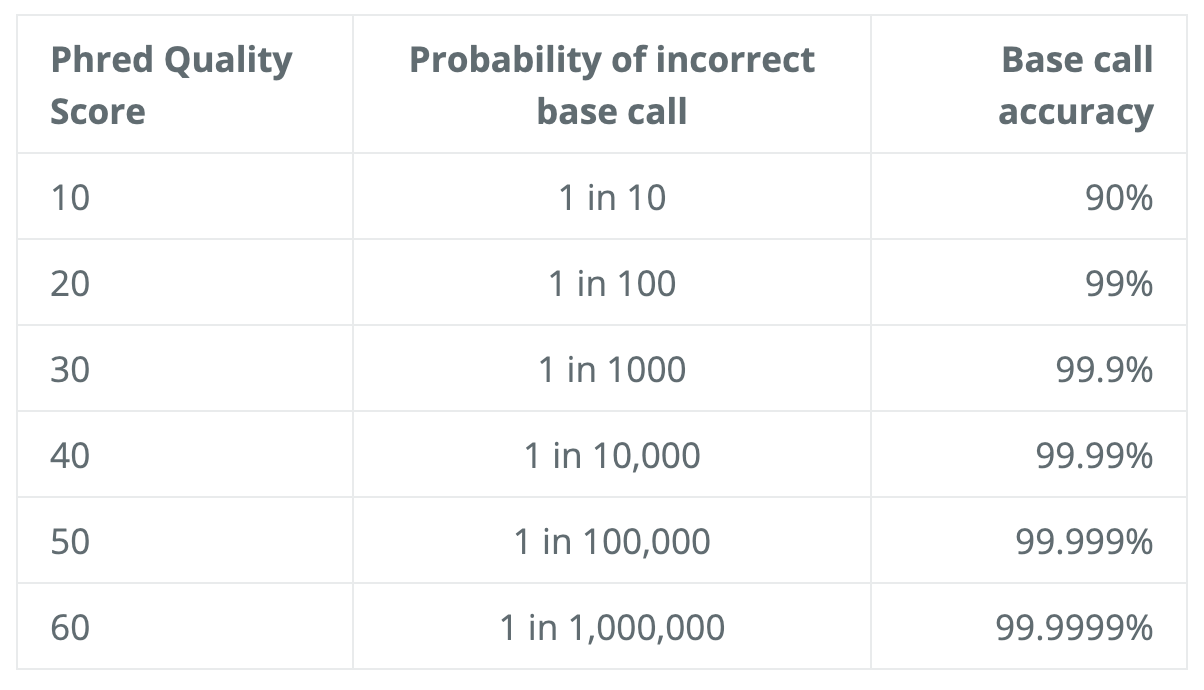 Phred Quality Score Probability of incorrect base call Base call accuracy
10 1 in 10 90%
20 1 in 100 99%
30 1 in 1000 99.9%
40 1 in 10,000 99.99%
50 1 in 100,000 99.999%
60 1 in 1,000,000 99.9999%